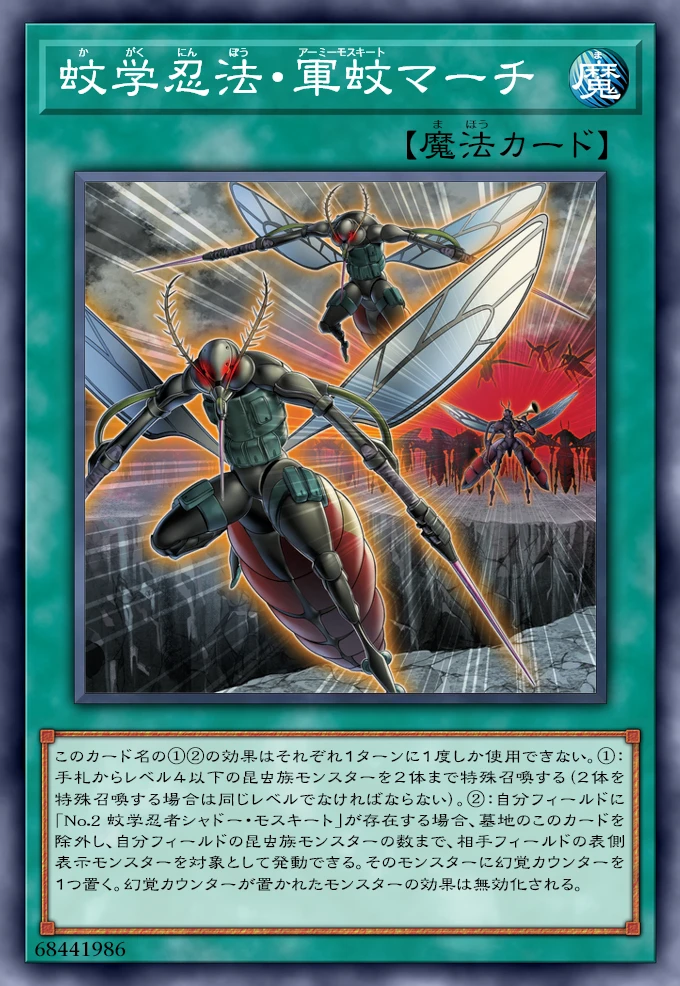 蚊学忍法・軍蚊マーチ
か がく にん ぽう アーミーモスキート
魔
ま
【魔法カード】
ま ほう
このカード名の①②の効果はそれぞれ1ターンに1度しか使用できない。①:
手札からレベル4以下の昆虫族モンスターを2体まで特殊召喚する(2体を
特殊召喚する場合は同じレベルでなければならない)。②:自分フィールドに
「No.2 蚊学忍者シャドー・モスキート」が存在する場合、墓地のこのカードを
除外し、自分フィールドの昆虫族モンスターの数まで、相手フィールドの表側
表示モンスターを対象として発動できる。そのモンスターに幻覚カウンターを
1つ置く。幻覚カウンターが置かれたモンスターの効果は無効化される。
68441986